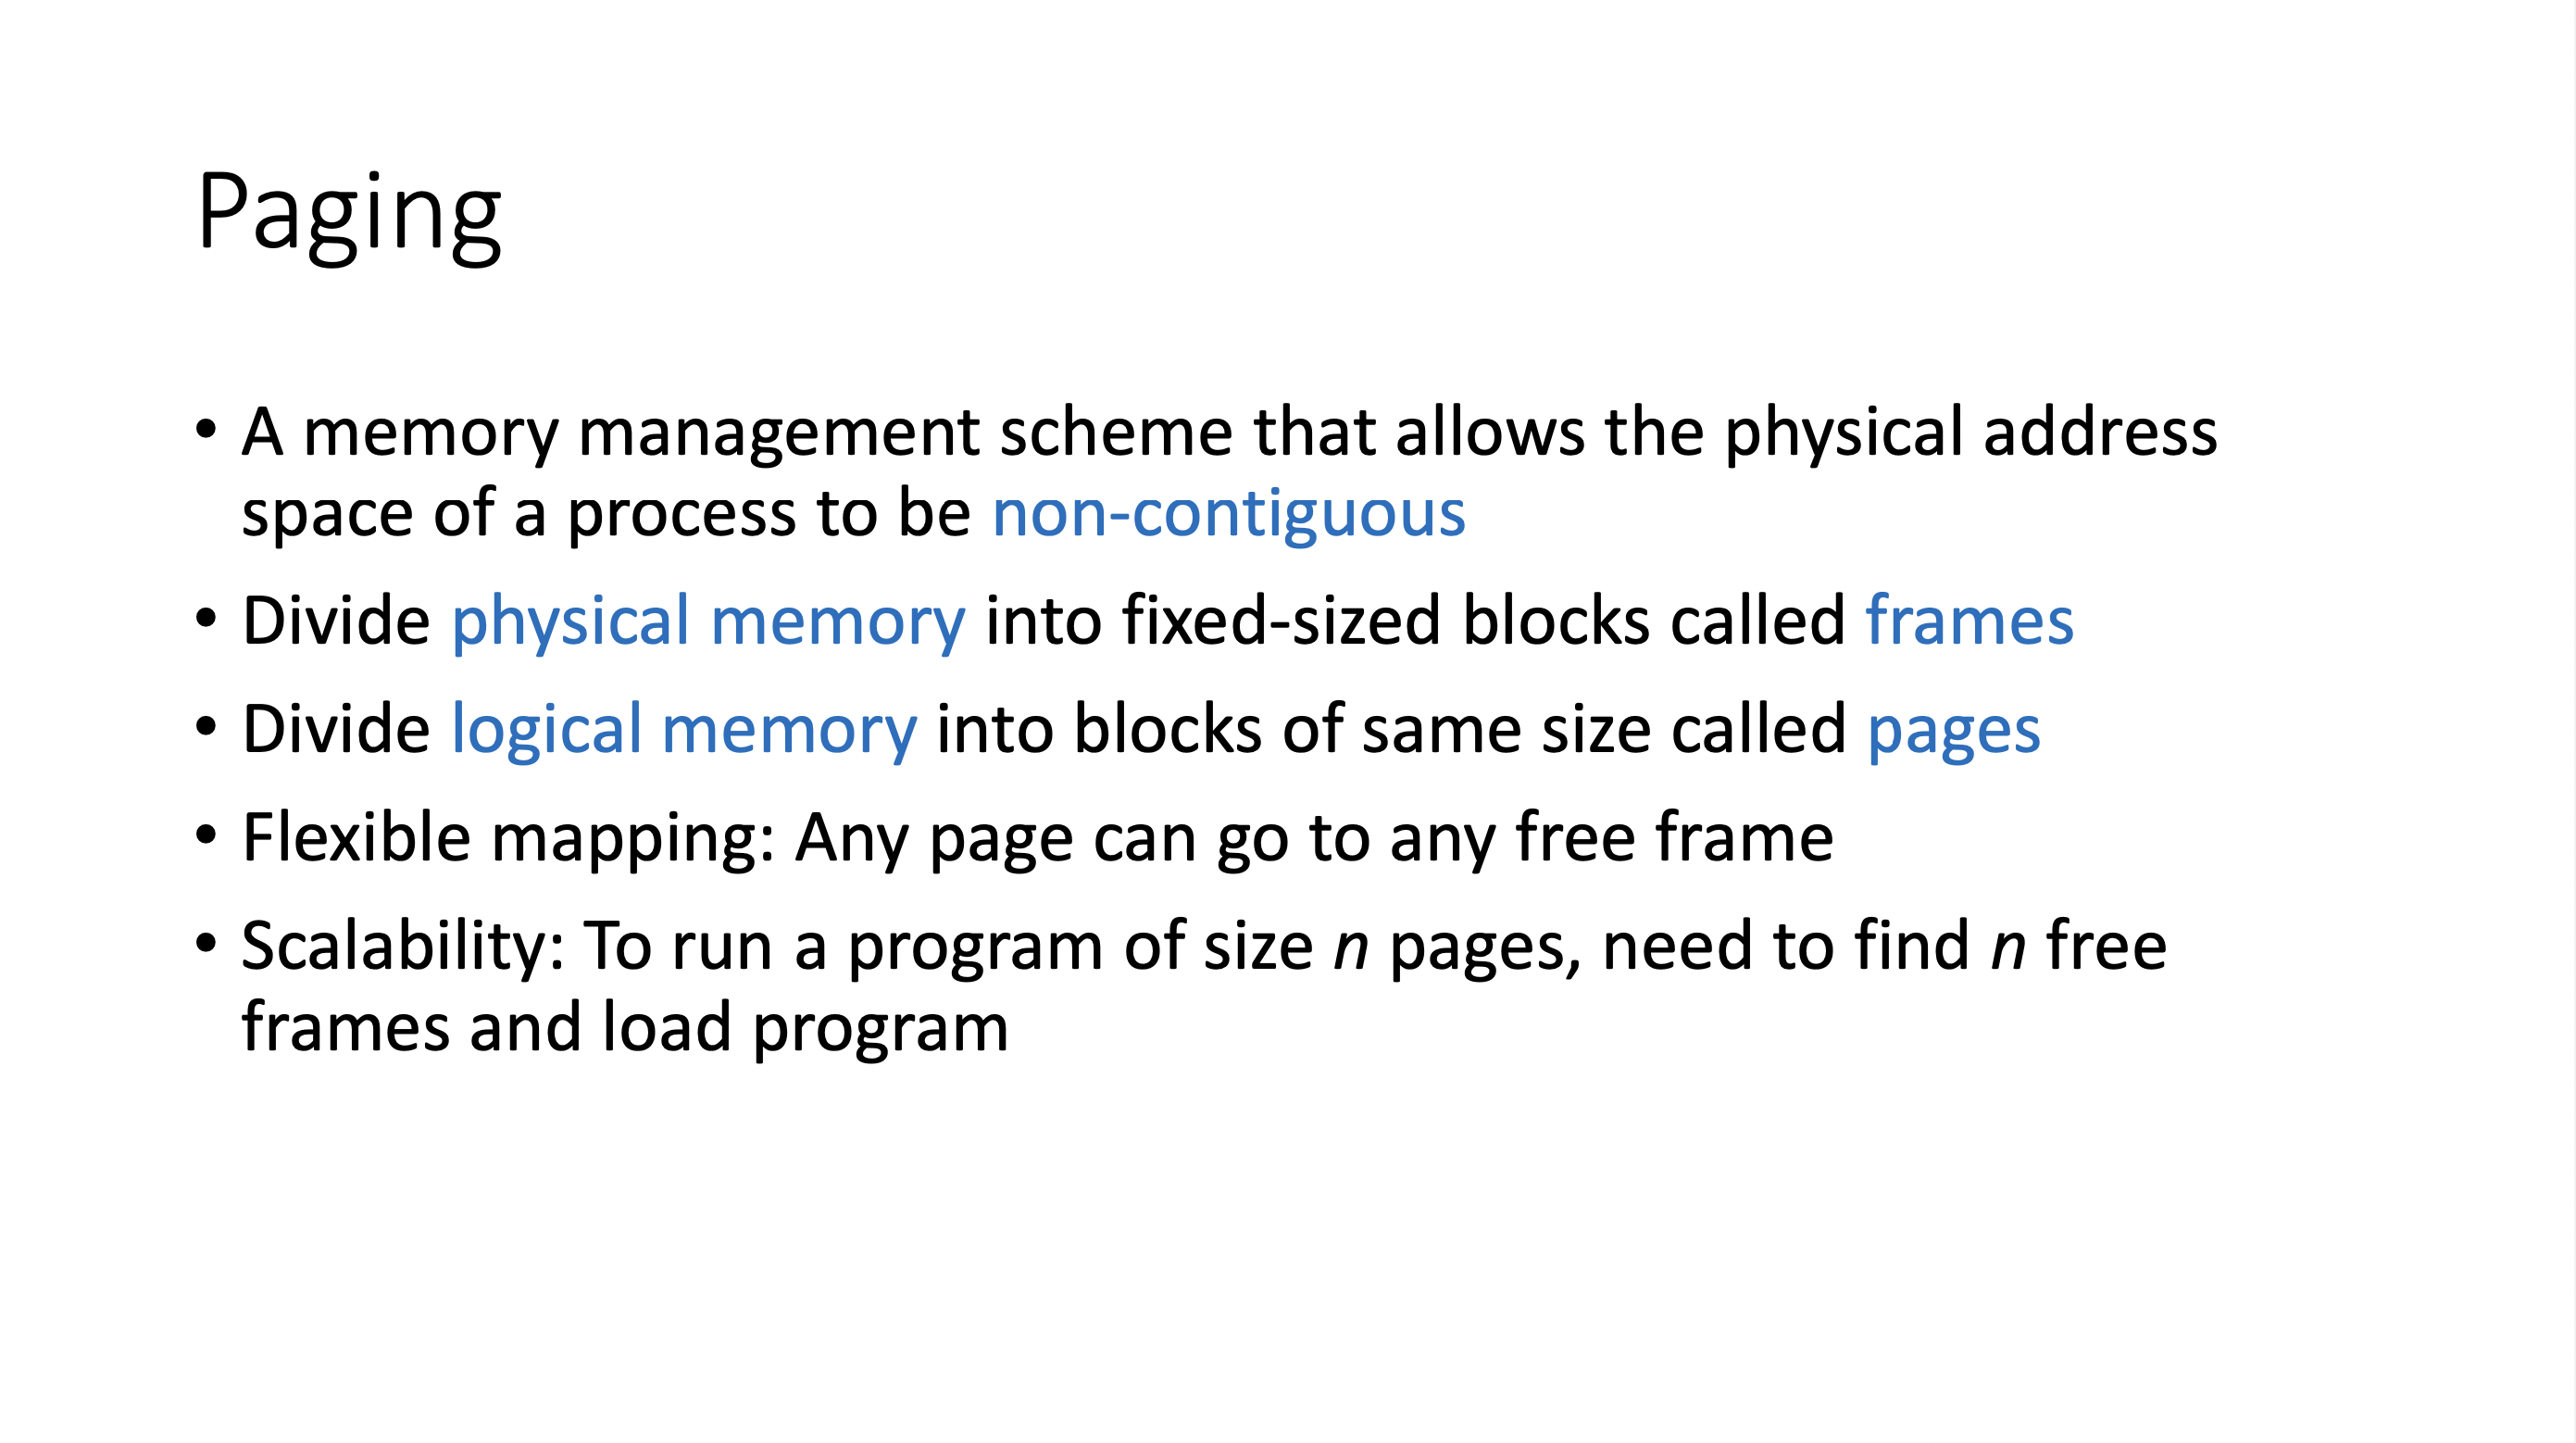 Paging
• A memory management scheme that allows the physical address
space of a process to be non-contiguous
• Divide physical memory into fixed-sized blocks called frames
• Divide logical memory into blocks of same size called pages
• Flexible mapping: Any page can go to any free frame
• Scalability: To run a program of size n pages, need to find n free
frames and load program